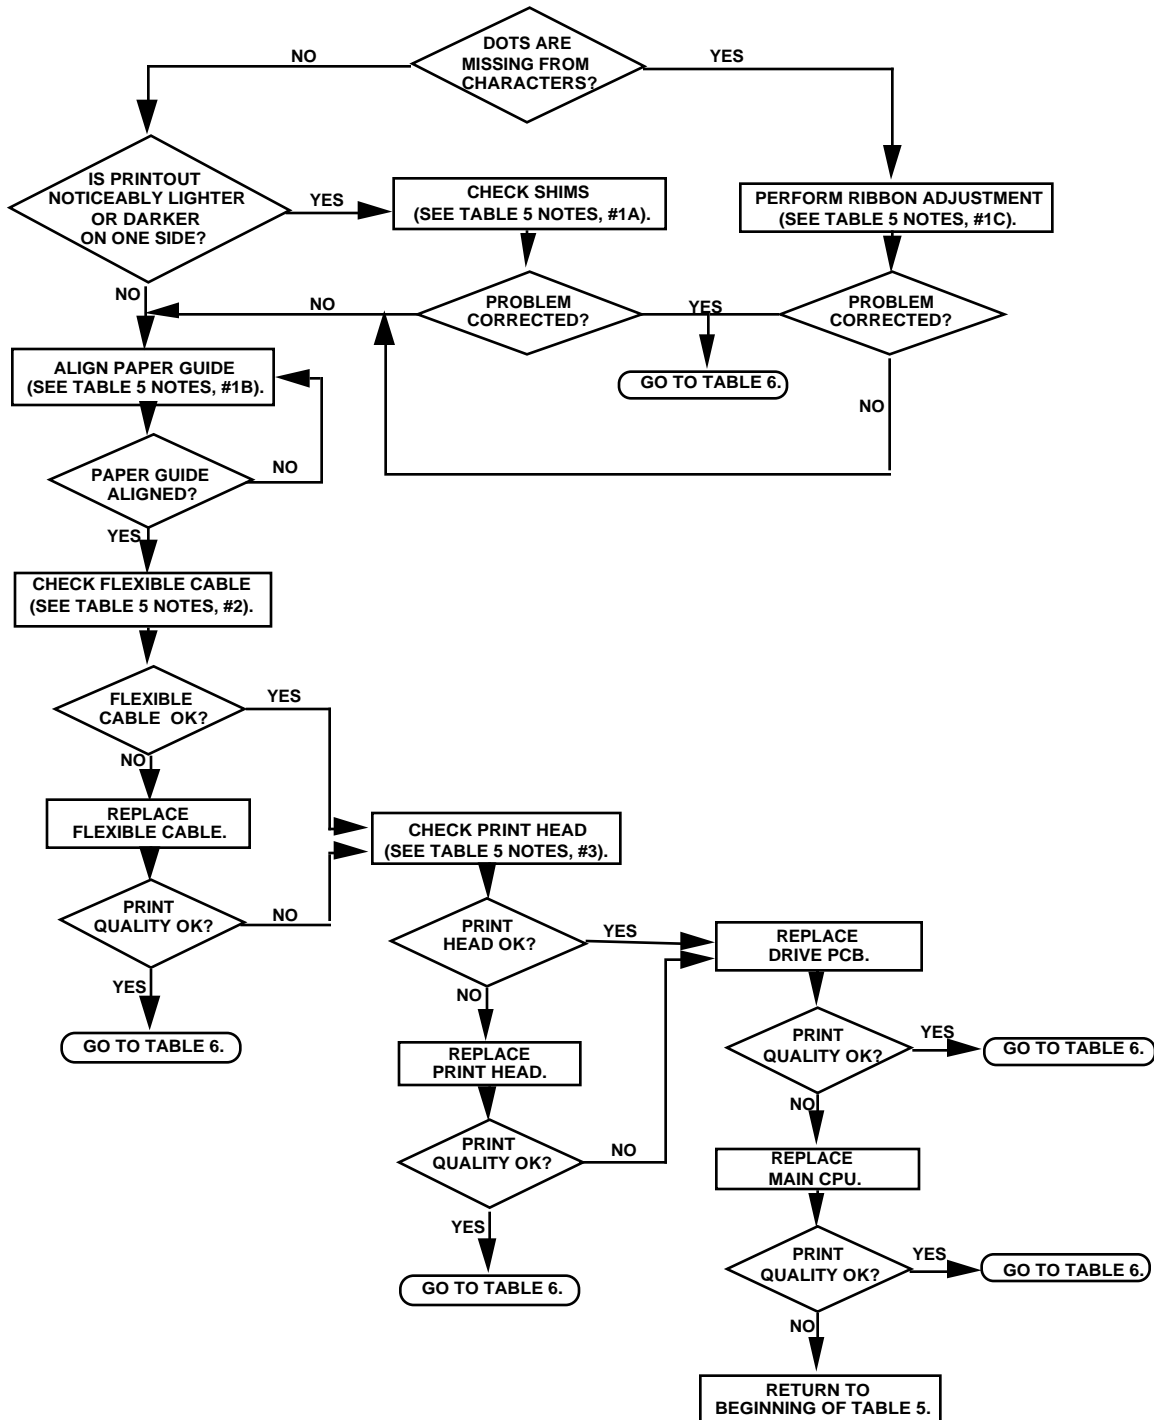 DOTS ARE
MISSING FROM
CHARACTERS?
NO
YES
IS PRINTOUT
NOTICEABLY LIGHTER
OR DARKER
ON ONE SIDE?
YES
CHECK SHIMS
(SEE TABLE 5 NOTES, #1A).
PERFORM RIBBON ADJUSTMENT
(SEE TABLE 5 NOTES, #1C).
NO
NO
PROBLEM
CORRECTED?
YES
PROBLEM
CORRECTED?
ALIGN PAPER GUIDE
(SEE TABLE 5 NOTES, #1B).
GO TO TABLE 6.
NO
PAPER GUIDE
ALIGNED?
NO
YES
CHECK FLEXIBLE CABLE
(SEE TABLE 5 NOTES, #2).
FLEXIBLE
CABLE OK?
YES
NO
REPLACE
FLEXIBLE CABLE.
CHECK PRINT HEAD
(SEE TABLE 5 NOTES, #3).
PRINT
QUALITY OK?
NO
PRINT
HEAD OK?
YES
REPLACE
DRIVE PCB.
YES
NO
GO TO TABLE 6.
REPLACE
PRINT HEAD.
PRINT
QUALITY OK?
YES
GO TO TABLE 6.
NO
PRINT
QUALITY OK?
NO
REPLACE
MAIN CPU.
YES
GO TO TABLE 6.
PRINT
QUALITY OK?
YES
GO TO TABLE 6.
NO
RETURN TO
BEGINNING OF TABLE 5.